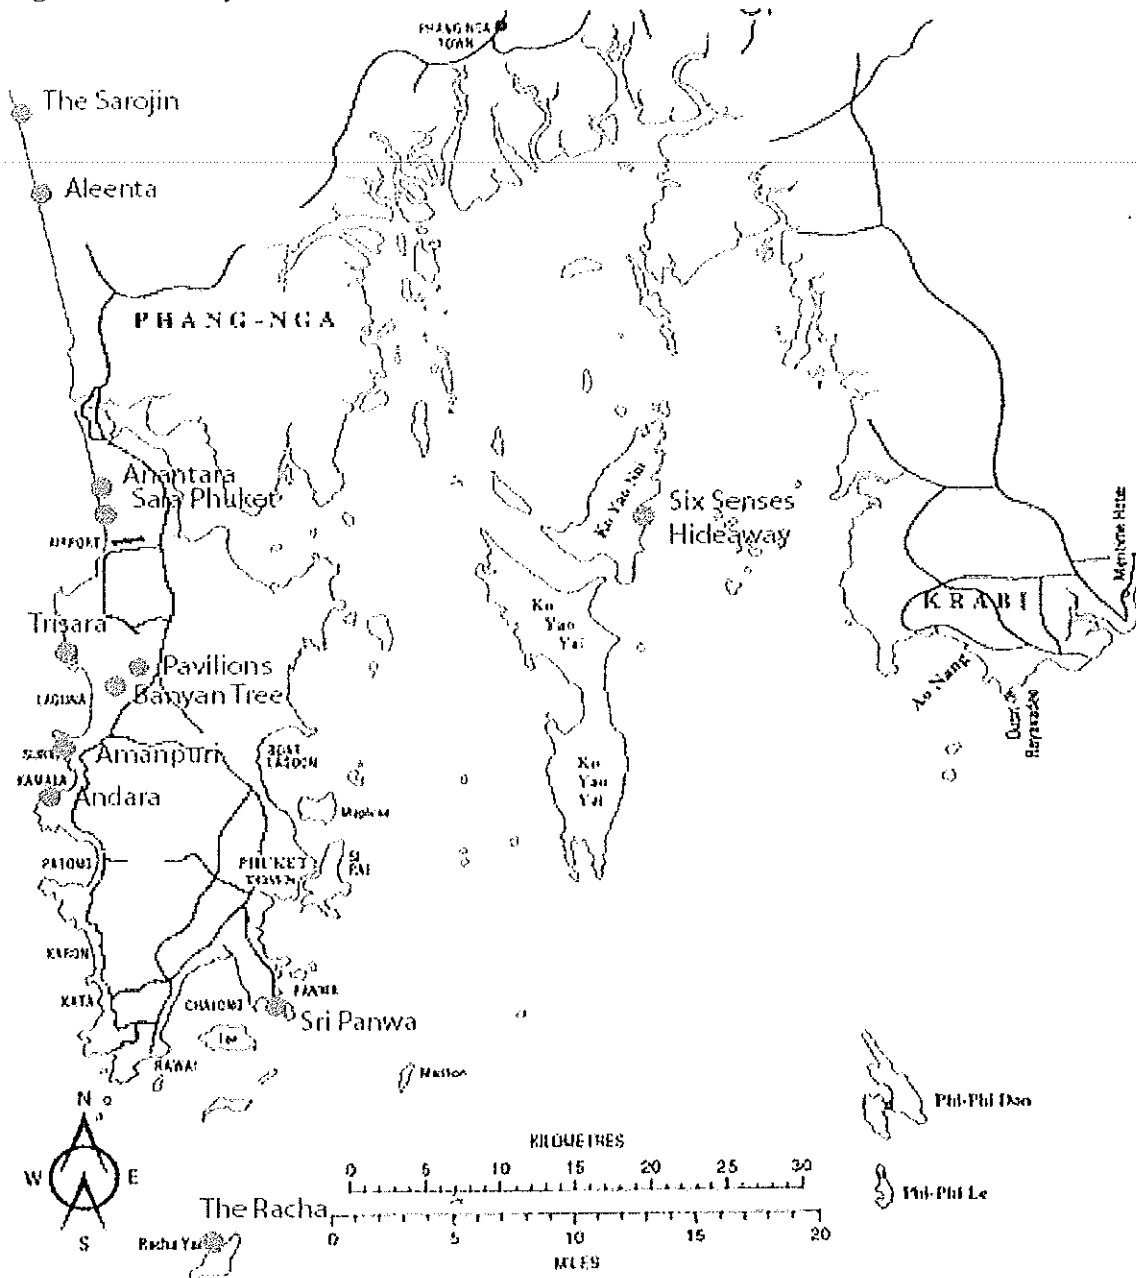 PHANG NGA
TOWN
The Sarojin
Aleenta
PHANG-NGA
Anantara
Sala Phuket
AIRPORT
Ko Yao Noi
Six Senses
Hideaway
Trisara
Pavilions
Banyan Tree
LAGUNA
Ko
Yao
Yai
KRABI
Ao Nang
Amanpuri
KAMALA
Andara
BOAT
LAGOON
Ko
Yao
Yai
PATONG
PHUKET
TOWN
KARON
KATA
CHALONG
PANWA
Sri Panwa
RAWAI
N
W
E
S
Phi-Phi Don
Phi-Phi Le
KILOMETRES
0 5 10 15 20 25 30
0 5 10 15 20
MILES
The Racha
Racha Yai